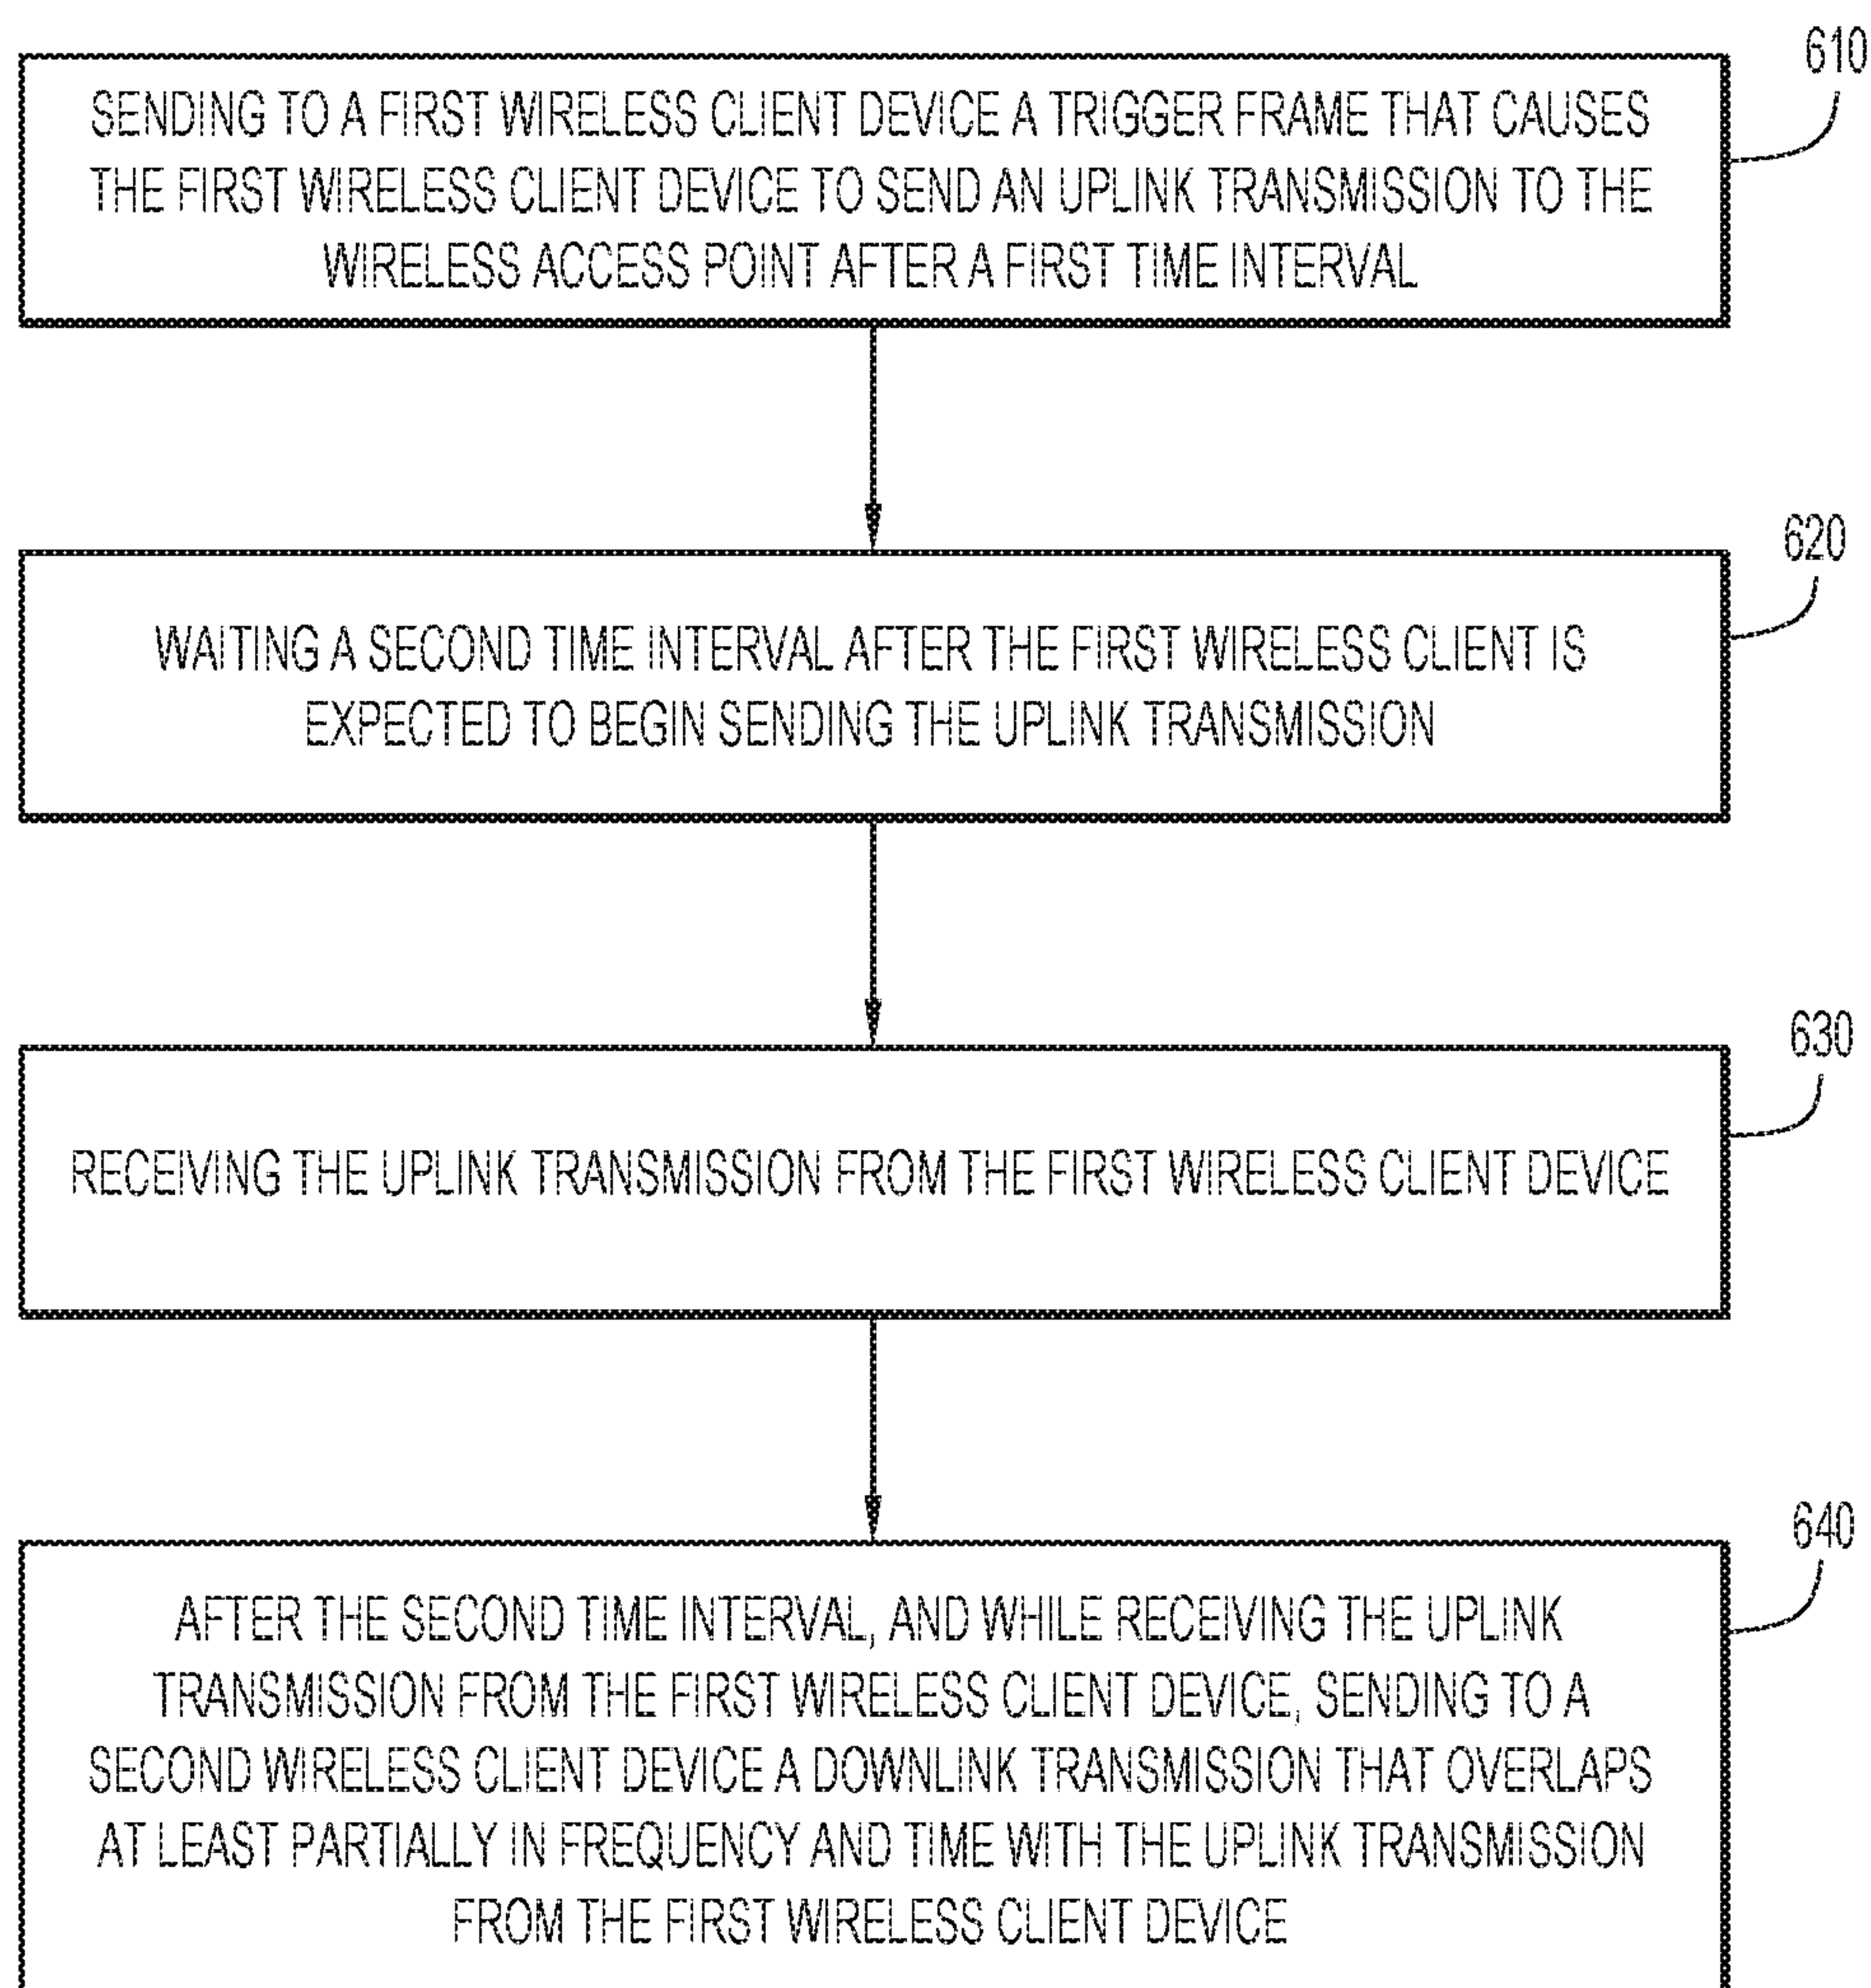 610
SENDING TO A FIRST WIRELESS CLIENT DEVICE A TRIGGER FRAME THAT CAUSES
THE FIRST WIRELESS CLIENT DEVICE TO SEND AN UPLINK TRANSMISSION TO THE
WIRELESS ACCESS POINT AFTER A FIRST TIME INTERVAL
620
WAITING A SECOND TIME INTERVAL AFTER THE FIRST WIRELESS CLIENT IS
EXPECTED TO BEGIN SENDING THE UPLINK TRANSMISSION
630
RECEIVING THE UPLINK TRANSMISSION FROM THE FIRST WIRELESS CLIENT DEVICE
640
AFTER THE SECOND TIME INTERVAL, AND WHILE RECEIVING THE UPLINK
TRANSMISSION FROM THE FIRST WIRELESS CLIENT DEVICE, SENDING TO A
SECOND WIRELESS CLIENT DEVICE A DOWNLINK TRANSMISSION THAT OVERLAPS
AT LEAST PARTIALLY IN FREQUENCY AND TIME WITH THE UPLINK TRANSMISSION
FROM THE FIRST WIRELESS CLIENT DEVICE